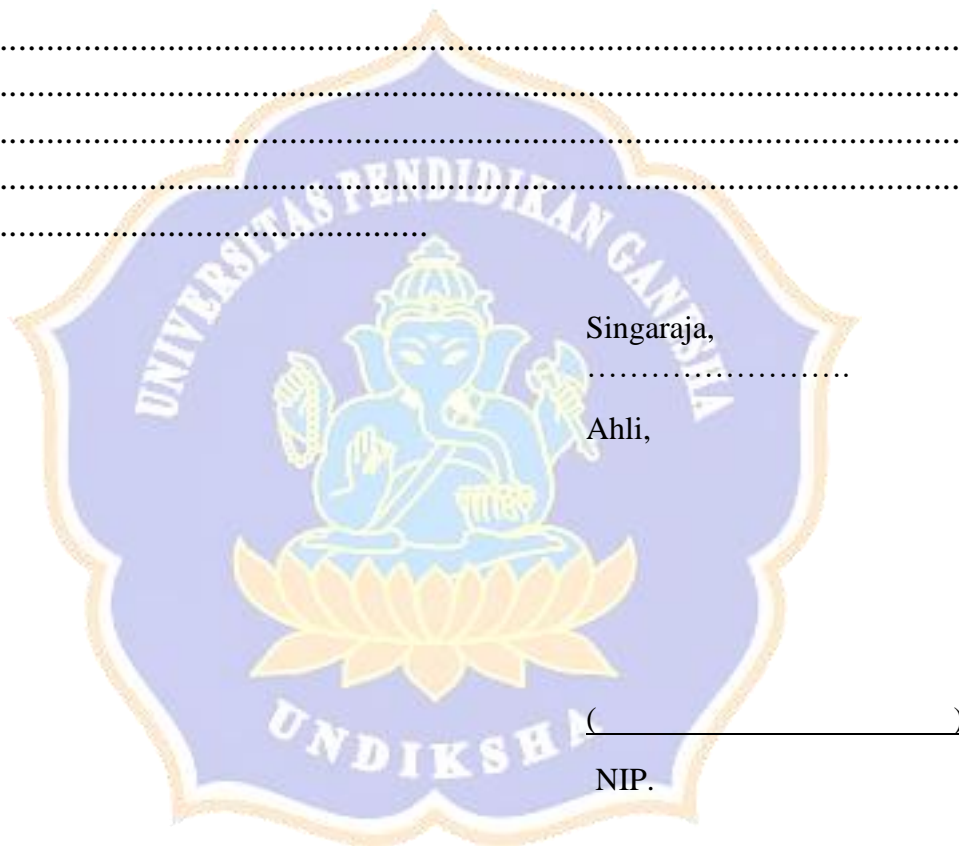 ................................................................................................
................................................................................................
................................................................................................
................................................................................................
...........................................
UNIVERSITAS PENDIDIKAN GANESHA
Singaraja,
…………………….
Ahli,
UNDIKSHA
( )
NIP.